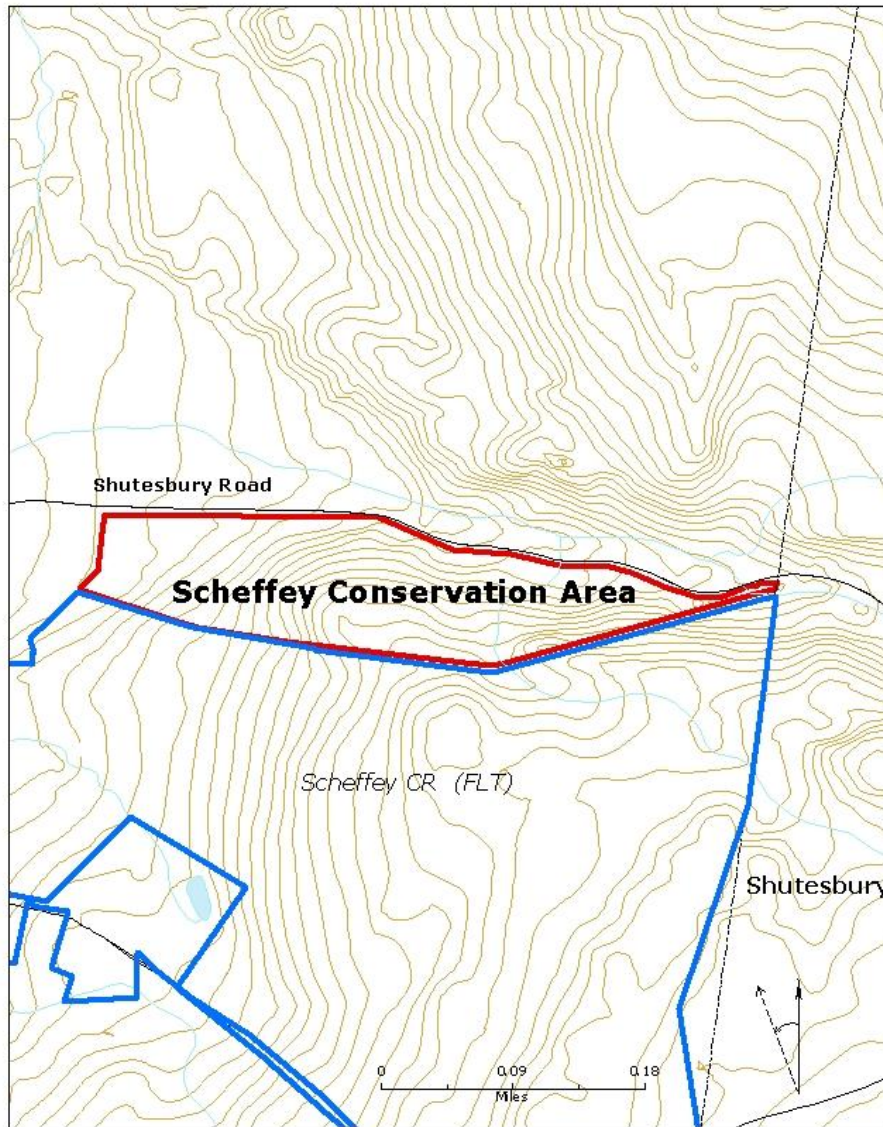 Shutesbury Road
Scheffey Conservation Area
Scheffey CR (FLT)
Shutesbury
0 0.09 0.18
Miles